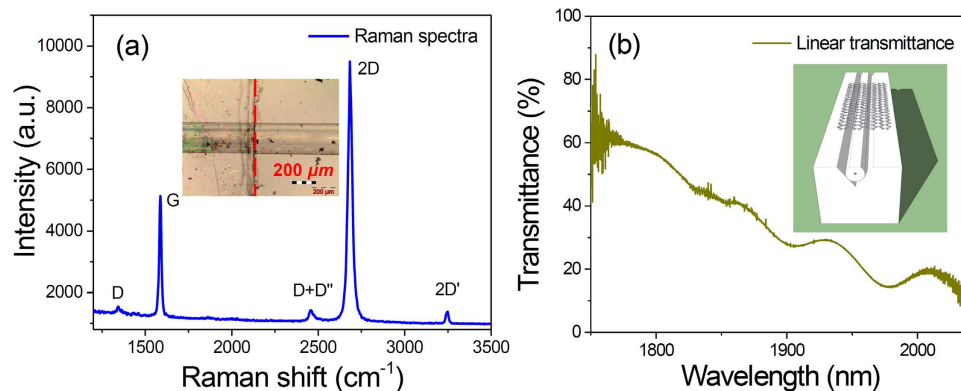 (a)
Raman spectra
10000
8000
6000
4000
2000
Intensity (a.u.)
2D
G
D
D+D"
2D'
200 µm
200 µm
1500
2000
2500
3000
3500
Raman shift (cm⁻¹)
(b)
Linear transmittance
100
80
60
40
20
0
Transmittance (%)
1800
1900
2000
Wavelength (nm)